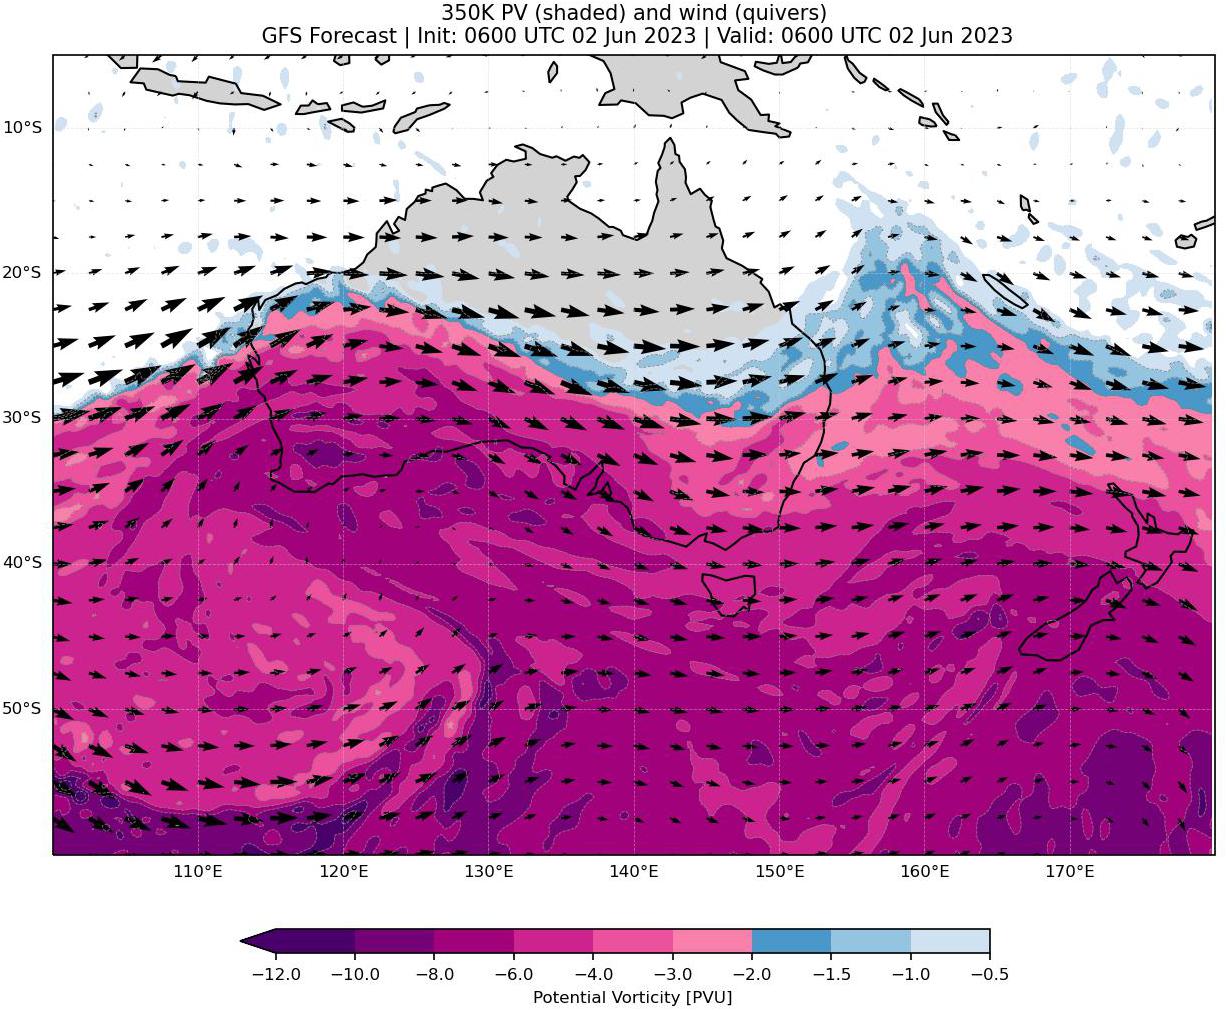 350K PV (shaded) and wind (quivers)
GFS Forecast | Init: 0600 UTC 02 Jun 2023 | Valid: 0600 UTC 02 Jun 2023
10°S
20°S
30°S
40°S
50°S
110°E 120°E 130°E 140°E 150°E 160°E 170°E
−12.0 −10.0 −8.0 −6.0 −4.0 −3.0 −2.0 −1.5 −1.0 −0.5
Potential Vorticity [PVU]